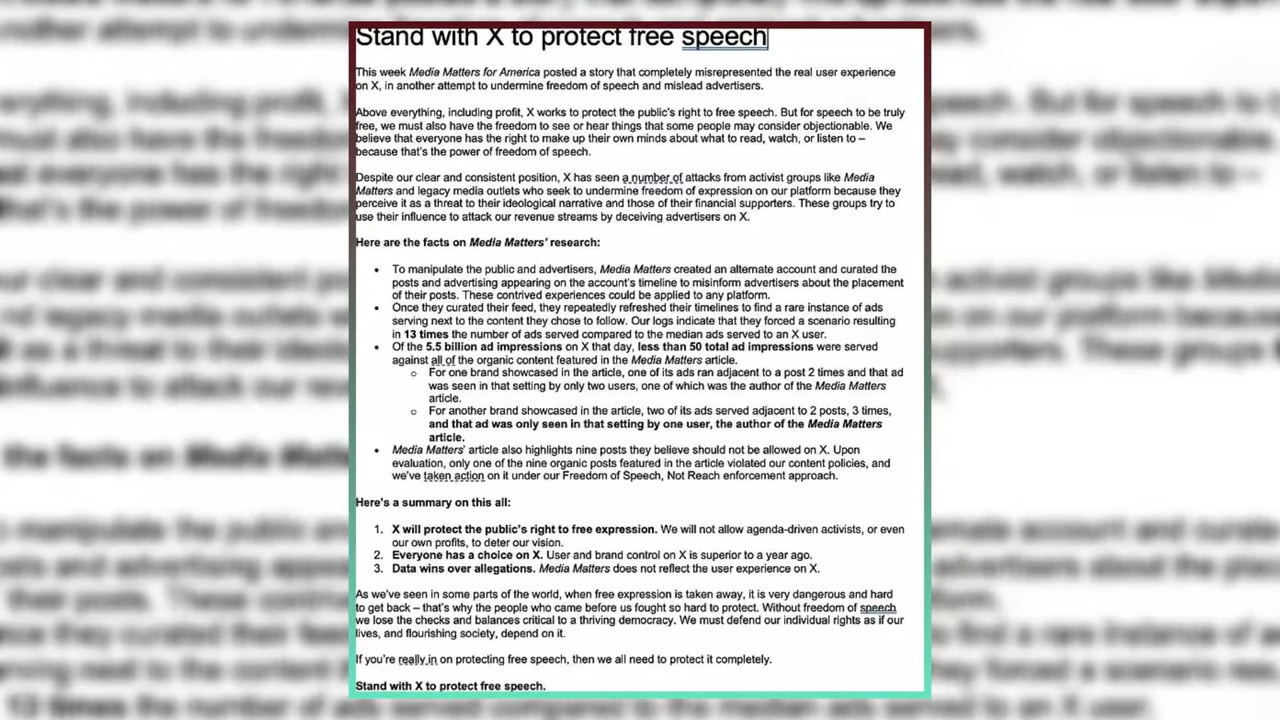 Stand with X to protect free speech
This week Media Matters for America posted a story that completely misrepresented the real user experience
on X, in another attempt to undermine freedom of speech and mislead advertisers.
Above everything, including profit, X works to protect the public's right to free speech. But for speech to be truly
free, we must also have the freedom to see or hear things that some people may consider objectionable. We
believe that everyone has the right to make up their own minds about what to read, watch, or listen to –
because that's the power of freedom of speech.
Despite our clear and consistent position, X has seen a number of attacks from activist groups like Media
Matters and legacy media outlets who seek to undermine freedom of expression on our platform because they
perceive it as a threat to their ideological narrative and those of their financial supporters. These groups try to
use their influence to attack our revenue streams by deceiving advertisers on X.
Here are the facts on Media Matters' research:
• To manipulate the public and advertisers, Media Matters created an alternate account and curated the
posts and advertising appearing on the account's timeline to misinform advertisers about the placement
of their posts. These contrived experiences could be applied to any platform.
• Once they curated their feed, they repeatedly refreshed their timelines to find a rare instance of ads
serving next to the content they chose to follow. Our logs indicate that they forced a scenario resulting
in 13 times the number of ads served compared to the median ads served to an X user.
• Of the 5.5 billion ad impressions on X that day, less than 50 total ad impressions were served
against all of the organic content featured in the Media Matters article.
o For one brand showcased in the article, one of its ads ran adjacent to a post 2 times and that ad
was seen in that setting by only two users, one of which was the author of the Media Matters
article.
o For another brand showcased in the article, two of its ads served adjacent to 2 posts, 3 times,
and that ad was only seen in that setting by one user, the author of the Media Matters
article.
• Media Matters' article also highlights nine posts they believe should not be allowed on X. Upon
evaluation, only one of the nine organic posts featured in the article violated our content policies, and
we've taken action on it under our Freedom of Speech, Not Reach enforcement approach.
Here's a summary on this all:
1. X will protect the public's right to free expression. We will not allow agenda-driven activists, or even
our own profits, to deter our vision.
2. Everyone has a choice on X. User and brand control on X is superior to a year ago.
3. Data wins over allegations. Media Matters does not reflect the user experience on X.
As we've seen in some parts of the world, when free expression is taken away, it is very dangerous and hard
to get back – that's why the people who came before us fought so hard to protect. Without freedom of speech
we lose the checks and balances critical to a thriving democracy. We must defend our individual rights as if our
lives, and flourishing society, depend on it.
If you're really in on protecting free speech, then we all need to protect it completely.
Stand with X to protect free speech.